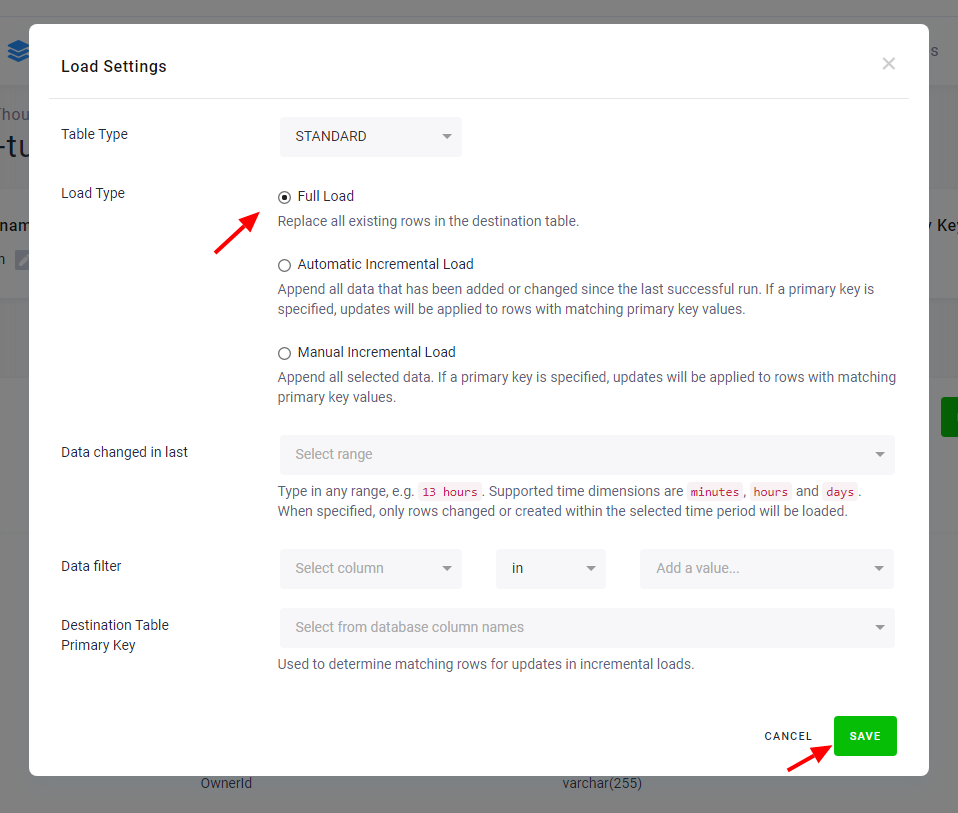 s
Load Settings
hou
-tu
Table Type
STANDARD
Load Type
Full Load
Replace all existing rows in the destination table.
nam
Key
n
Automatic Incremental Load
Append all data that has been added or changed since the last successful run. If a primary key is
specified, updates will be applied to rows with matching primary key values.
Manual Incremental Load
Append all selected data. If a primary key is specified, updates will be applied to rows with matching
primary key values.
Data changed in last
Select range
Type in any range, e.g. 13 hours. Supported time dimensions are minutes, hours and days.
When specified, only rows changed or created within the selected time period will be loaded.
Data filter
Select column
in
Add a value...
Destination Table
Primary Key
Select from database column names
Used to determine matching rows for updates in incremental loads.
CANCEL
SAVE
OwnerId
varchar(255)